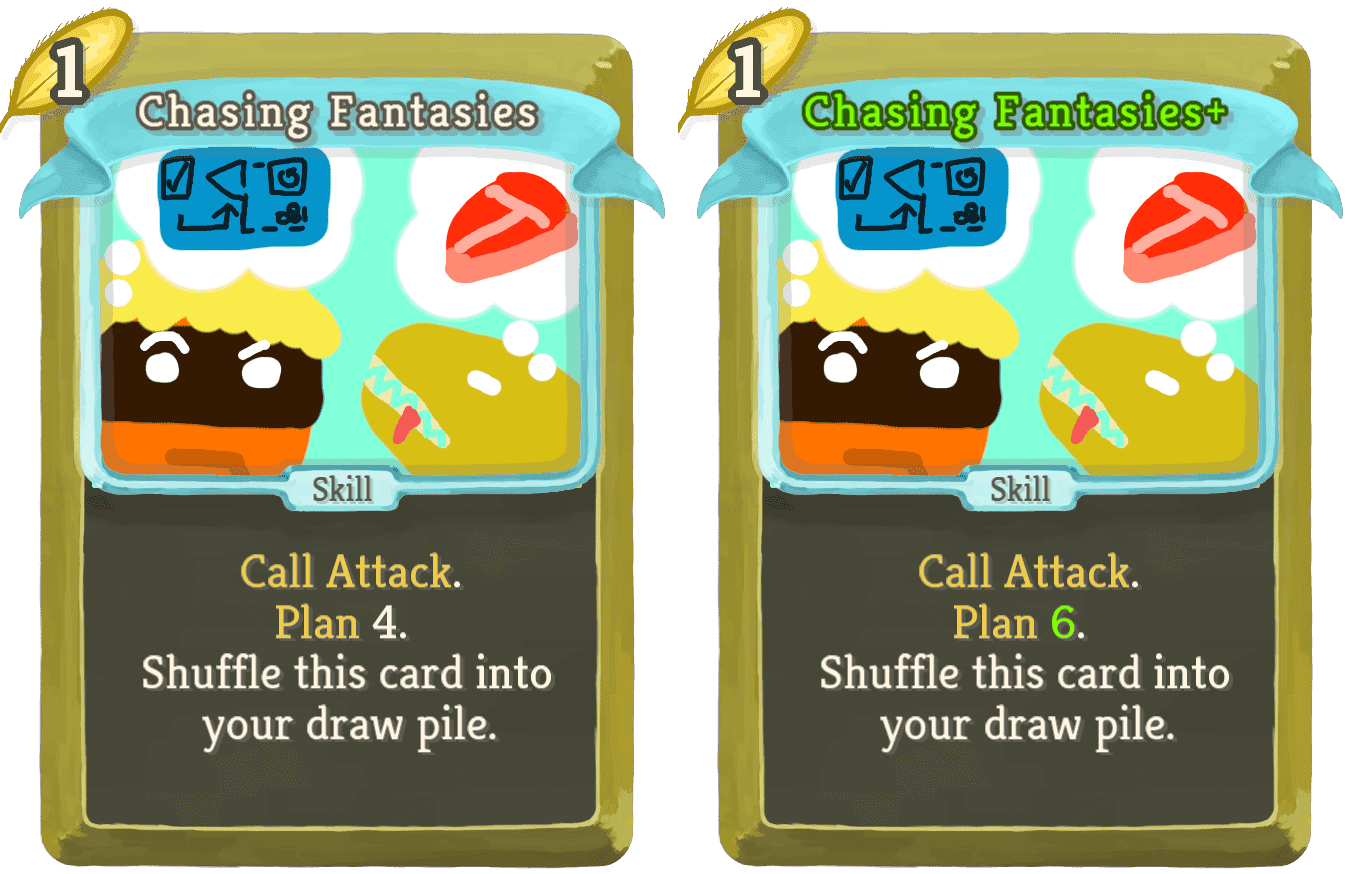 1
Chasing Fantasies
Skill
Call Attack.
Plan 4.
Shuffle this card into
your draw pile.
1
Chasing Fantasies+
Skill
Call Attack.
Plan 6.
Shuffle this card into
your draw pile.